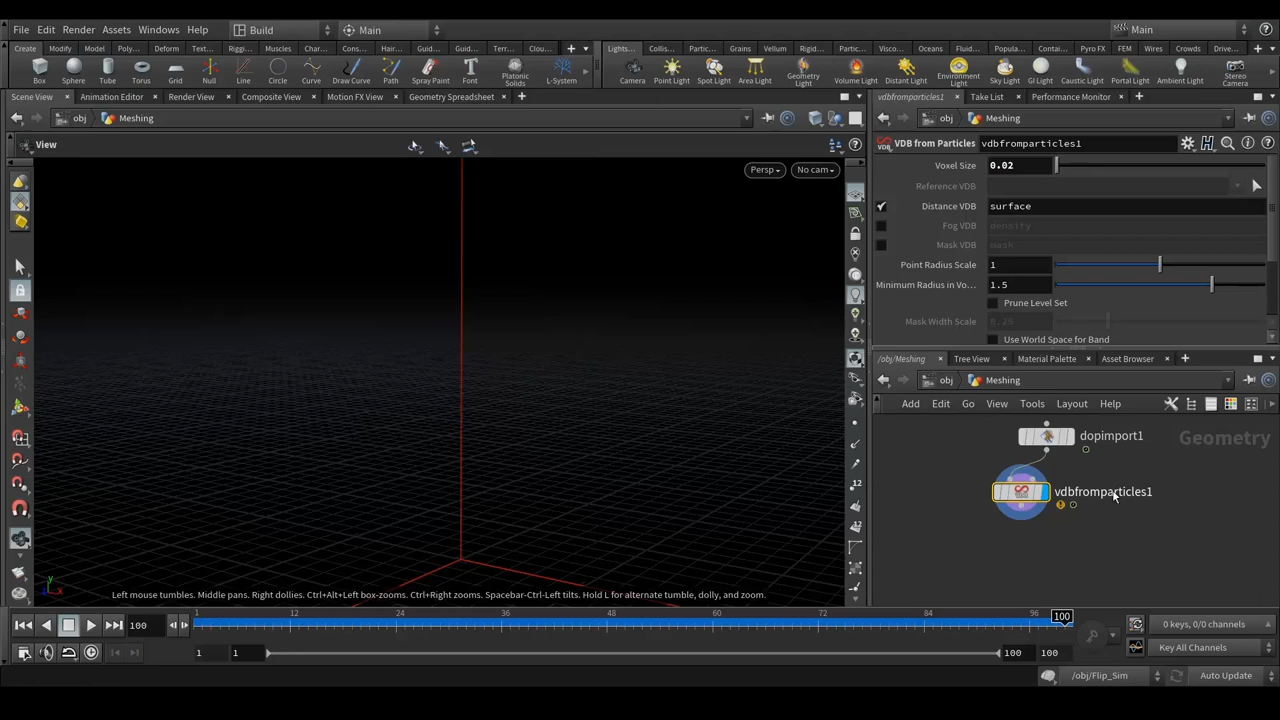 File Edit Render Assets Windows Help Build Main Main
Create Modify Model Poly... Deform Text... Riggi... Muscles Char... Cons... Hair... Guid... Guid... Terr... Clou...
Lights... Collis... Partic... Grains Vellum Rigid... Partic... Vis... Oceans Fluid... Popula... Contai... Pyro FX FEM Wires Crowds Drive...
Box Sphere Tube Torus Grid Null Line Circle Curve Draw Curve Path Spray Paint Font Platonic Solids L-System
Camera Point Light Spot Light Area Light Geometry Light Volume Light Distant Light Environment Light Sky Light GI Light Caustic Light Portal Light Ambient Light Stereo Camera
Scene View Animation Editor Render View Composite View Motion FX View Geometry Spreadsheet
obj Meshing
View
Persp No cam
Left mouse tumbles. Middle pans. Right dollies. Ctrl+Alt+Left box-zooms. Ctrl+Right zooms. Spacebar-Ctrl-Left tilts. Hold L for alternate tumble, dolly, and zoom.
vdbfromparticles1 Take List Performance Monitor
obj Meshing
VDB from Particles vdbfromparticles1
Voxel Size 0.02
Reference VDB
Distance VDB surface
Fog VDB density
Mask VDB mask
Point Radius Scale 1
Minimum Radius in Vo... 1.5
Prune Level Set
Mask Width Scale 0.25
Use World Space for Band
/obj/Meshing Tree View Material Palette Asset Browser
obj Meshing
Add Edit Go View Tools Layout Help
Geometry
dopimport1
vdbfromparticles1
1 12 24 36 48 60 72 84 96 100
100
0 keys, 0/0 channels
1 1 100 100
Key All Channels
/obj/Flip_Sim Auto Update